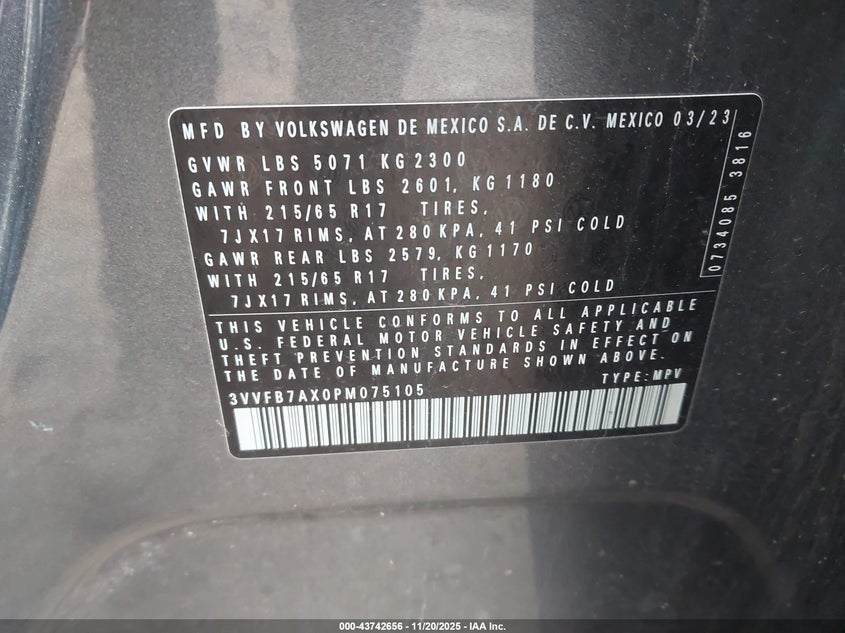 MFD BY VOLKSWAGEN DE MEXICO S.A. DE C.V. MEXICO 03/23
GVWR LBS 5071 KG 2300
GAWR FRONT LBS 2601, KG 1180
WITH 215/65 R17 TIRES,
7JX17 RIMS, AT 280 KPA, 41 PSI COLD
GAWR REAR LBS 2579, KG 1170
WITH 215/65 R17 TIRES,
7JX17 RIMS, AT 280 KPA, 41 PSI COLD
0734085 3816
THIS VEHICLE CONFORMS TO ALL APPLICABLE
U.S. FEDERAL MOTOR VEHICLE SAFETY AND
THEFT PREVENTION STANDARDS IN EFFECT ON
THE DATE OF MANUFACTURE SHOWN ABOVE.
3VVFB7AX0PM075105 TYPE: MPV
000-43742656 - 11/20/2025 - IAA Inc.